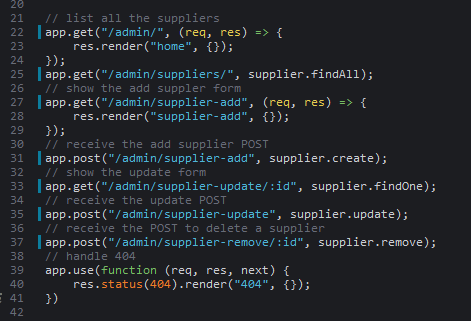 20
21 // list all the suppliers
22 app.get("/admin/", (req, res) => {
23     res.render("home", {});
24 });
25 app.get("/admin/suppliers/", supplier.findAll);
26 // show the add suppler form
27 app.get("/admin/supplier-add", (req, res) => {
28     res.render("supplier-add", {});
29 });
30 // receive the add supplier POST
31 app.post("/admin/supplier-add", supplier.create);
32 // show the update form
33 app.get("/admin/supplier-update/:id", supplier.findOne);
34 // receive the update POST
35 app.post("/admin/supplier-update", supplier.update);
36 // receive the POST to delete a supplier
37 app.post("/admin/supplier-remove/:id", supplier.remove);
38 // handle 404
39 app.use(function (req, res, next) {
40     res.status(404).render("404", {});
41 })
42